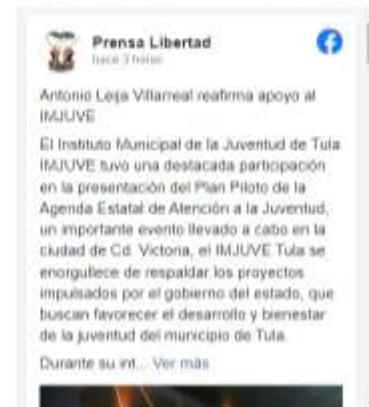 Prensa Libertad
hace 3 horas
Antonio Leija Villarreal reafirma apoyo al
IMJUVE
El Instituto Municipal de la Juventud de Tula
IMJUVE tuvo una destacada participación
en la presentación del Plan Piloto de la
Agenda Estatal de Atención a la Juventud,
un importante evento llevado a cabo en la
ciudad de Cd. Victoria, el IMJUVE Tula se
enorgullece de respaldar los proyectos
impulsados por el gobierno del estado, que
buscan favorecer el desarrollo y bienestar
de la juventud del municipio de Tula.
Durante su int... Ver más